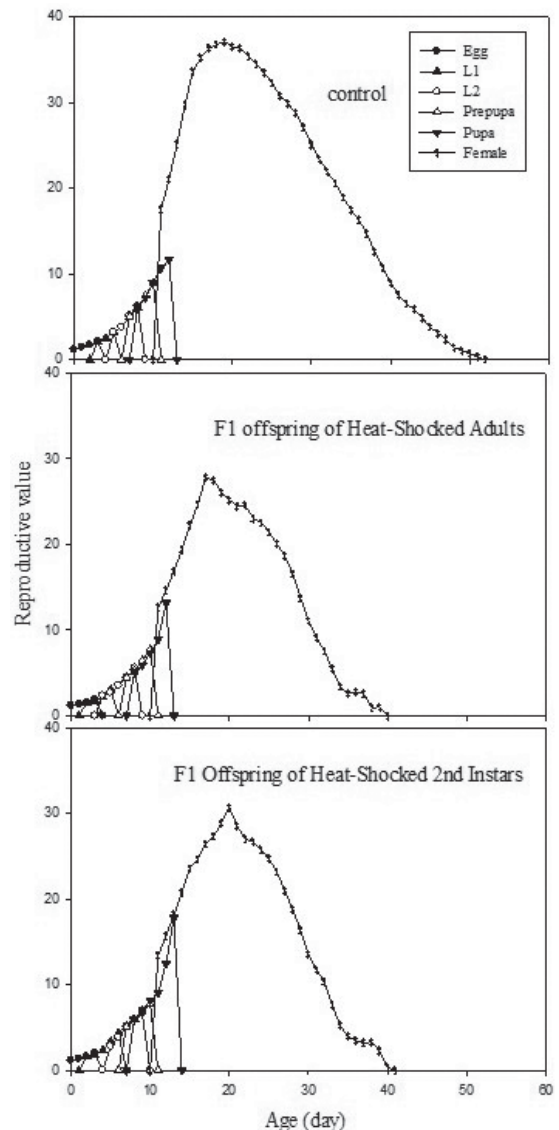 40
30
20
10
0
control
Egg
L1
L2
Prepupa
Pupa
Female
40
30
20
10
0
F1 offspring of Heat-Shocked Adults
Reproductive value
40
30
20
10
0
F1 Offspring of Heat-Shocked 2nd Instars
0 10 20 30 40 50 60
Age (day)